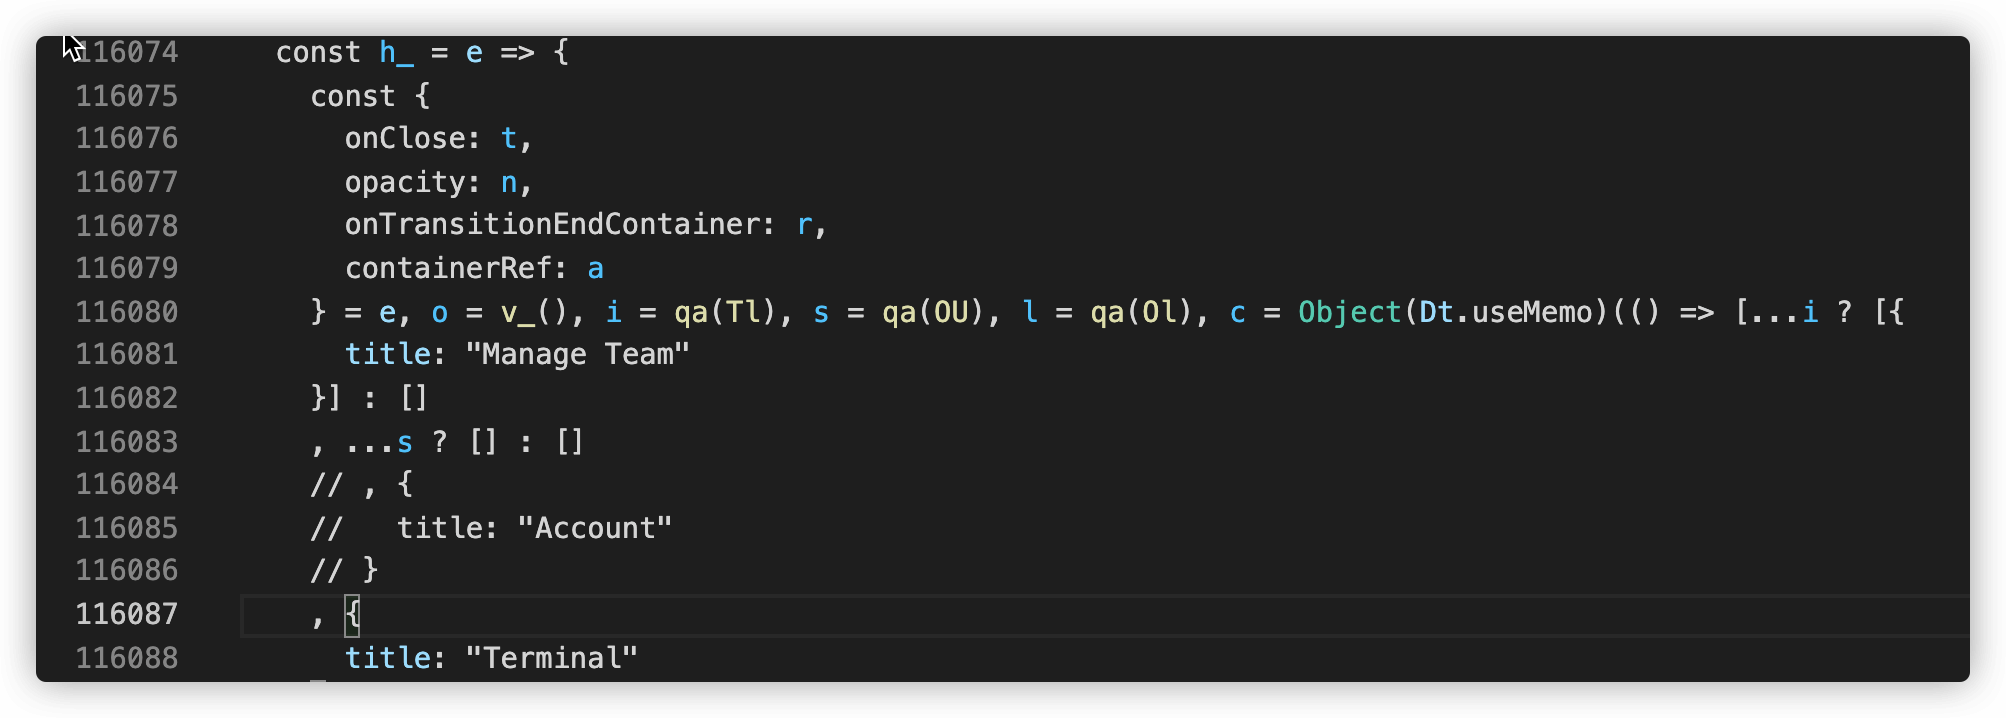 116074 const h_ = e => {
116075 const {
116076 onClose: t,
116077 opacity: n,
116078 onTransitionEndContainer: r,
116079 containerRef: a
116080 } = e, o = v_(), i = qa(Tl), s = qa(OU), l = qa(Ol), c = Object(Dt.useMemo)(() => [...i ? [{
116081 title: "Manage Team"
116082 }] : []
116083 , ...s ? [] : []
116084 // , {
116085 //   title: "Account"
116086 // }
116087 , {
116088 title: "Terminal"